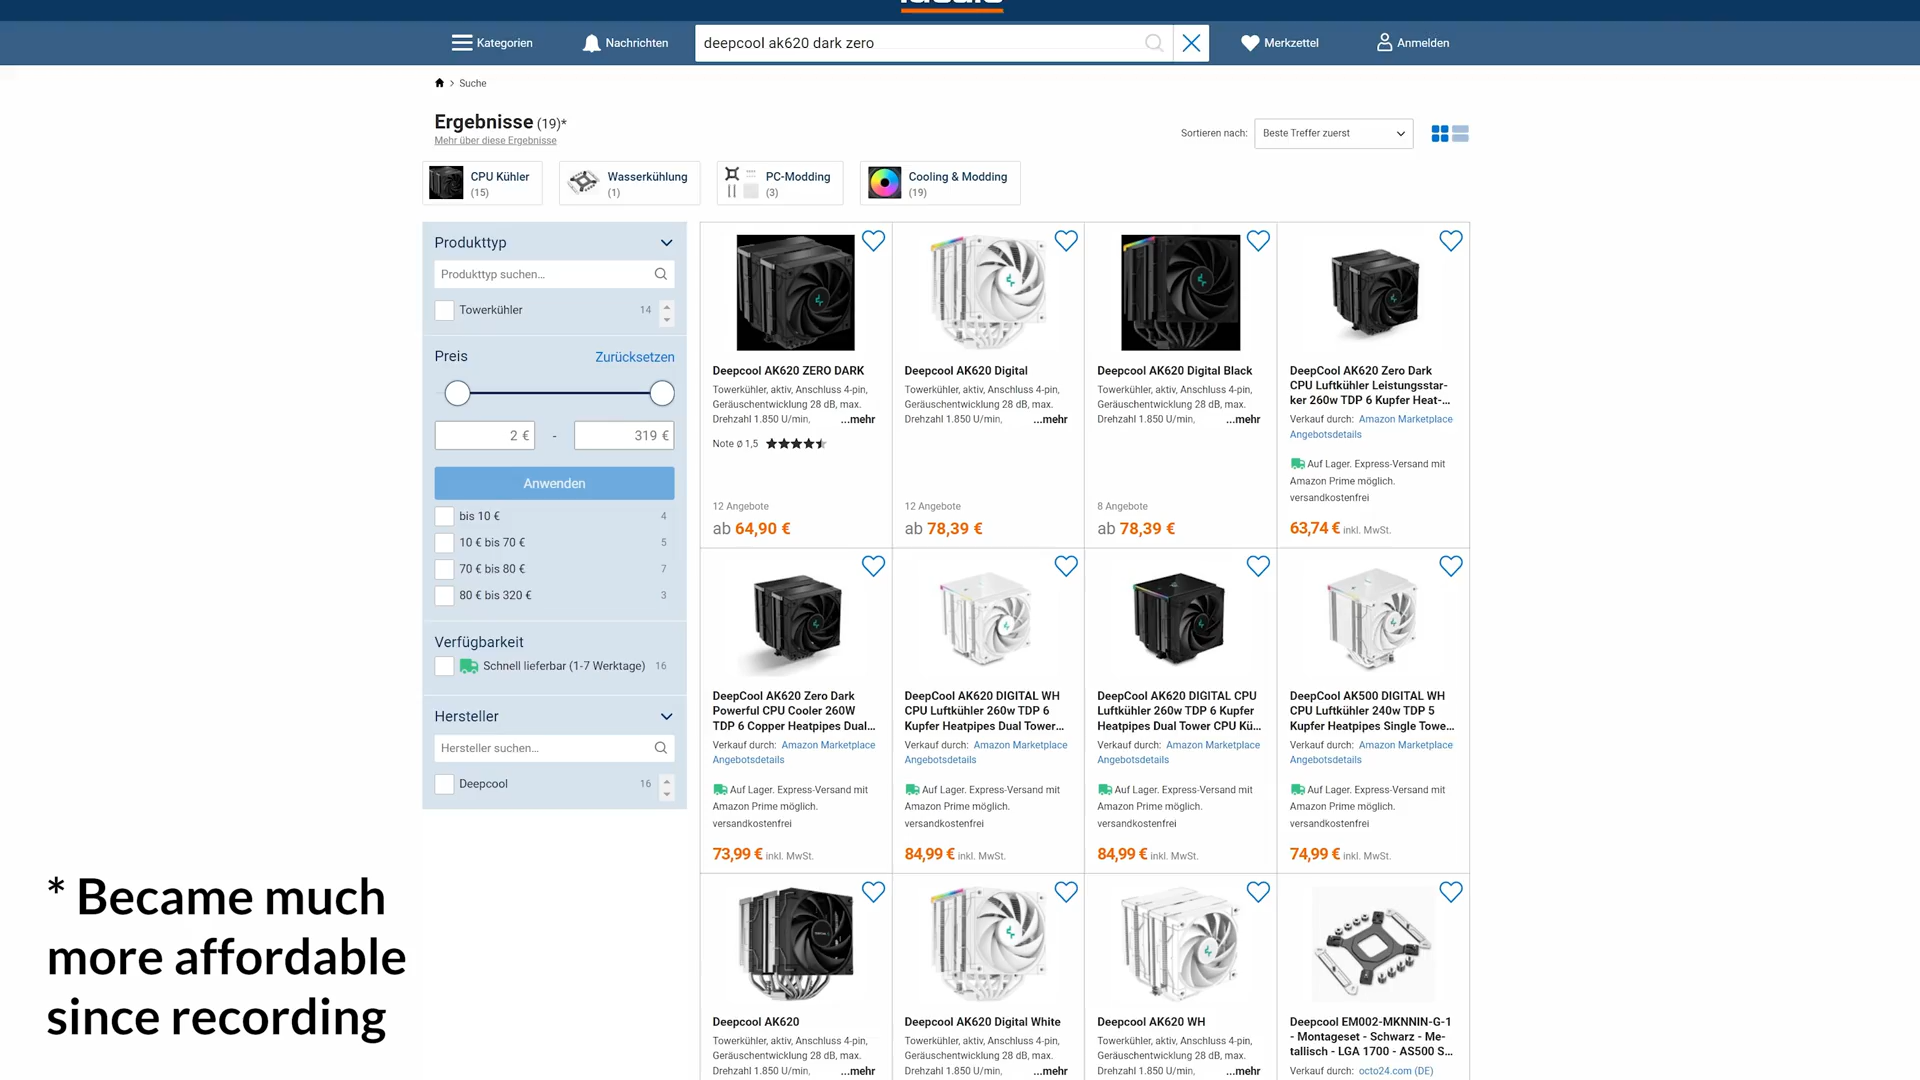 Kategorien
Nachrichten
deepcool ak620 dark zero
Merkzettel
Anmelden
Suche
Ergebnisse (19)*
Mehr über diese Ergebnisse
Sortieren nach:
Beste Treffer zuerst
CPU Kühler
(15)
Wasserkühlung
(1)
PC-Modding
(3)
Cooling & Modding
(19)
Produkttyp
Produkttyp suchen...
Towerkühler 14
Preis
Zurücksetzen
2 € - 319 €
Anwenden
bis 10 € 4
10 € bis 70 € 5
70 € bis 80 € 7
80 € bis 320 € 3
Verfügbarkeit
Schnell lieferbar (1-7 Werktage) 16
Hersteller
Hersteller suchen...
Deepcool 16
Deepcool AK620 ZERO DARK
Towerkühler, aktiv, Anschluss 4-pin,
Geräuschentwicklung 28 dB, max.
Drehzahl 1.850 U/min, ...mehr
Note ø 1,5
12 Angebote
ab 64,90 €
Deepcool AK620 Digital
Towerkühler, aktiv, Anschluss 4-pin,
Geräuschentwicklung 28 dB, max.
Drehzahl 1.850 U/min, ...mehr
12 Angebote
ab 78,39 €
Deepcool AK620 Digital Black
Towerkühler, aktiv, Anschluss 4-pin,
Geräuschentwicklung 28 dB, max.
Drehzahl 1.850 U/min, ...mehr
8 Angebote
ab 78,39 €
DeepCool AK620 Zero Dark
CPU Luftkühler Leistungsstar-
ker 260w TDP 6 Kupfer Heat-...
Verkauf durch: Amazon Marketplace
Angebotsdetails
Auf Lager. Express-Versand mit
Amazon Prime möglich.
versandkostenfrei
63,74 € inkl. MwSt.
DeepCool AK620 Zero Dark
Powerful CPU Cooler 260W
TDP 6 Copper Heatpipes Dual...
Verkauf durch: Amazon Marketplace
Angebotsdetails
Auf Lager. Express-Versand mit
Amazon Prime möglich.
versandkostenfrei
73,99 € inkl. MwSt.
DeepCool AK620 DIGITAL WH
CPU Luftkühler 260w TDP 6
Kupfer Heatpipes Dual Tower...
Verkauf durch: Amazon Marketplace
Angebotsdetails
Auf Lager. Express-Versand mit
Amazon Prime möglich.
versandkostenfrei
84,99 € inkl. MwSt.
DeepCool AK620 DIGITAL CPU
Luftkühler 260w TDP 6 Kupfer
Heatpipes Dual Tower CPU Kü...
Verkauf durch: Amazon Marketplace
Angebotsdetails
Auf Lager. Express-Versand mit
Amazon Prime möglich.
versandkostenfrei
84,99 € inkl. MwSt.
DeepCool AK500 DIGITAL WH
CPU Luftkühler 240w TDP 5
Kupfer Heatpipes Single Towe...
Verkauf durch: Amazon Marketplace
Angebotsdetails
Auf Lager. Express-Versand mit
Amazon Prime möglich.
versandkostenfrei
74,99 € inkl. MwSt.
Deepcool AK620
Towerkühler, aktiv, Anschluss 4-pin,
Geräuschentwicklung 28 dB, max.
Drehzahl 1.850 U/min, ...mehr
Deepcool AK620 Digital White
Towerkühler, aktiv, Anschluss 4-pin,
Geräuschentwicklung 28 dB, max.
Drehzahl 1.850 U/min, ...mehr
Deepcool AK620 WH
Towerkühler, aktiv, Anschluss 4-pin,
Geräuschentwicklung 28 dB, max.
Drehzahl 1.850 U/min, ...mehr
Deepcool EM002-MKNNIN-G-1
- Montageset - Schwarz - Me-
tallisch - LGA 1700 - AS500 S...
Verkauf durch: octo24.com (DE)
* Became much
more affordable
since recording